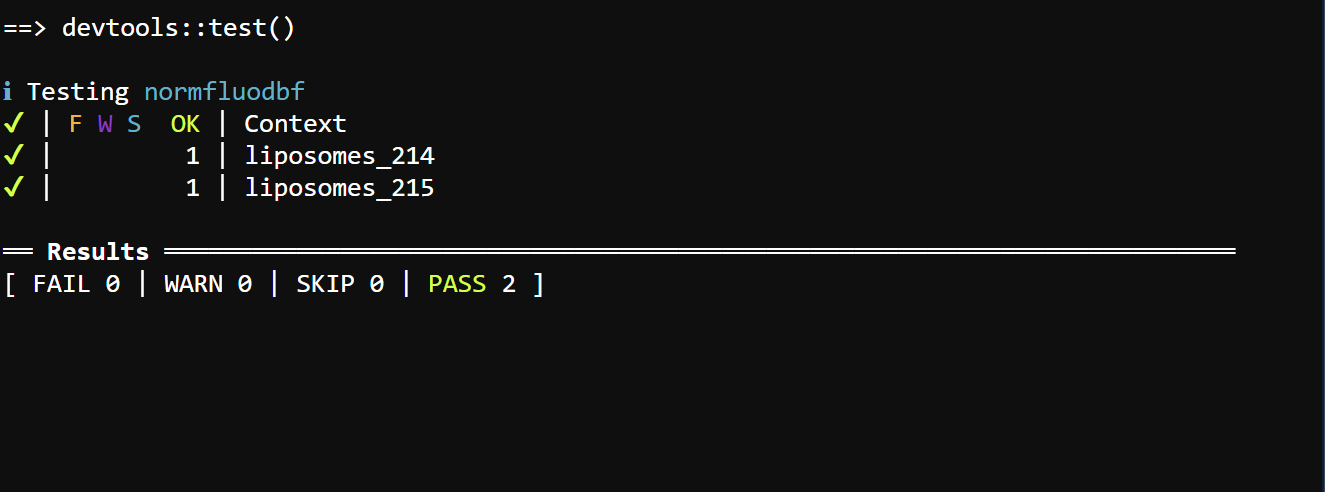 ==> devtools::test()
ℹ Testing normfluodbf
✔ | F W S  OK | Context
✔ |         1 | liposomes_214
✔ |         1 | liposomes_215
══ Results ══════════════════════════════════════════════════════════════════════════
[ FAIL 0 | WARN 0 | SKIP 0 | PASS 2 ]